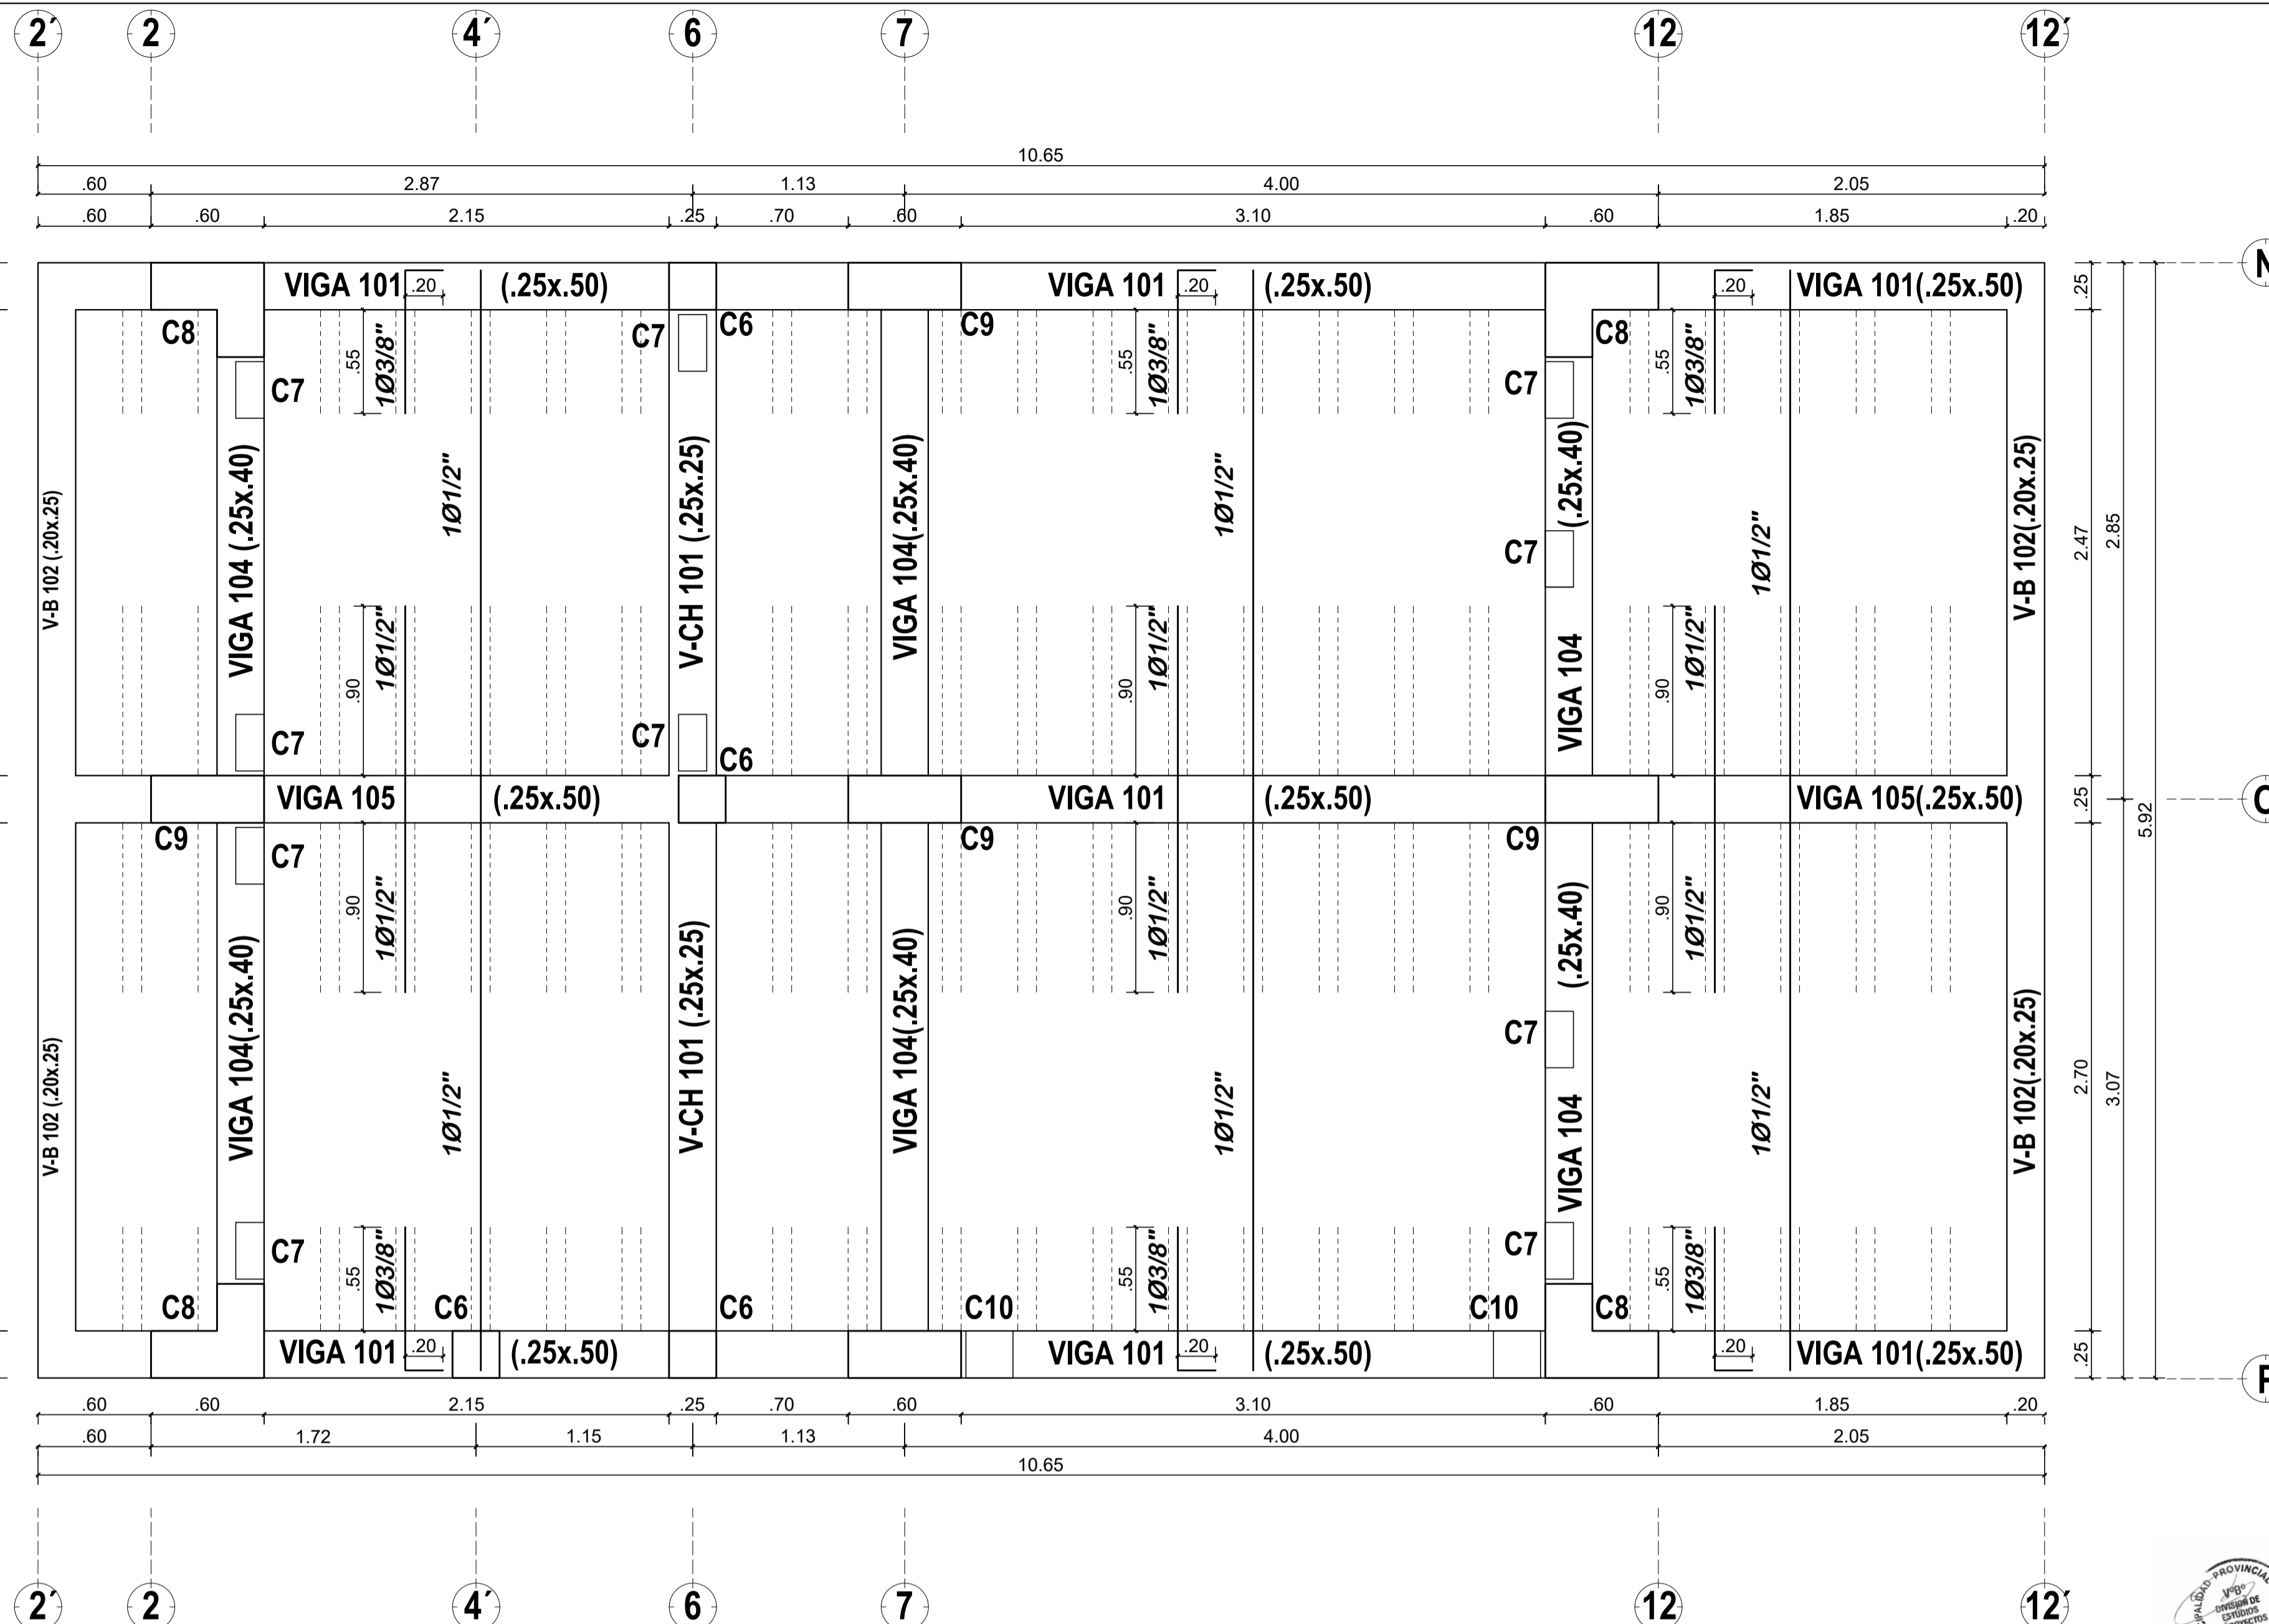 2´ 2 4´ 6 7 12 12´
10.65
.60 2.87 1.13 4.00 2.05
.60 .60 2.15 .25 .70 .60 3.10 .60 1.85 .20
VIGA 101 .20 (.25x.50) VIGA 101 .20 (.25x.50) .20 VIGA 101(.25x.50) .25
N
C8 C7 C6 C9 C8
C7 C7
.55 1Ø3/8" .55 1Ø3/8" .55 1Ø3/8"
V-B 102 (.20x.25)
VIGA 104 (.25x.40)
1Ø1/2"
V-CH 101 (.25x.25)
VIGA 104(.25x.40)
1Ø1/2"
C7
(.25x.40)
VIGA 104
1Ø1/2"
V-B 102(.20x.25)
2.47
2.85
.90 1Ø1/2" .90 1Ø1/2" .90 1Ø1/2"
C7 C7 C6
VIGA 105 (.25x.50) VIGA 101 (.25x.50) VIGA 105(.25x.50) .25
5.92
C9 C7 C9 C9
.90 1Ø1/2" .90 1Ø1/2" .90 1Ø1/2"
V-B 102 (.20x.25)
VIGA 104(.25x.40)
1Ø1/2"
V-CH 101 (.25x.25)
VIGA 104(.25x.40)
1Ø1/2"
C7
(.25x.40)
VIGA 104
1Ø1/2"
V-B 102(.20x.25)
2.70
3.07
C7 C7
.55 1Ø3/8" .55 1Ø3/8" .55 1Ø3/8"
C8 C6 C6 C10 C10 C8
VIGA 101 .20 (.25x.50) VIGA 101 .20 (.25x.50) .20 VIGA 101(.25x.50) .25
.60 .60 2.15 .25 .70 .60 3.10 .60 1.85 .20
.60 1.72 1.15 1.13 4.00 2.05
10.65
2´ 2 4´ 6 7 12 12´
PROVINCIAL
VºBº
DIVISIÓN DE
ESTUDIOS